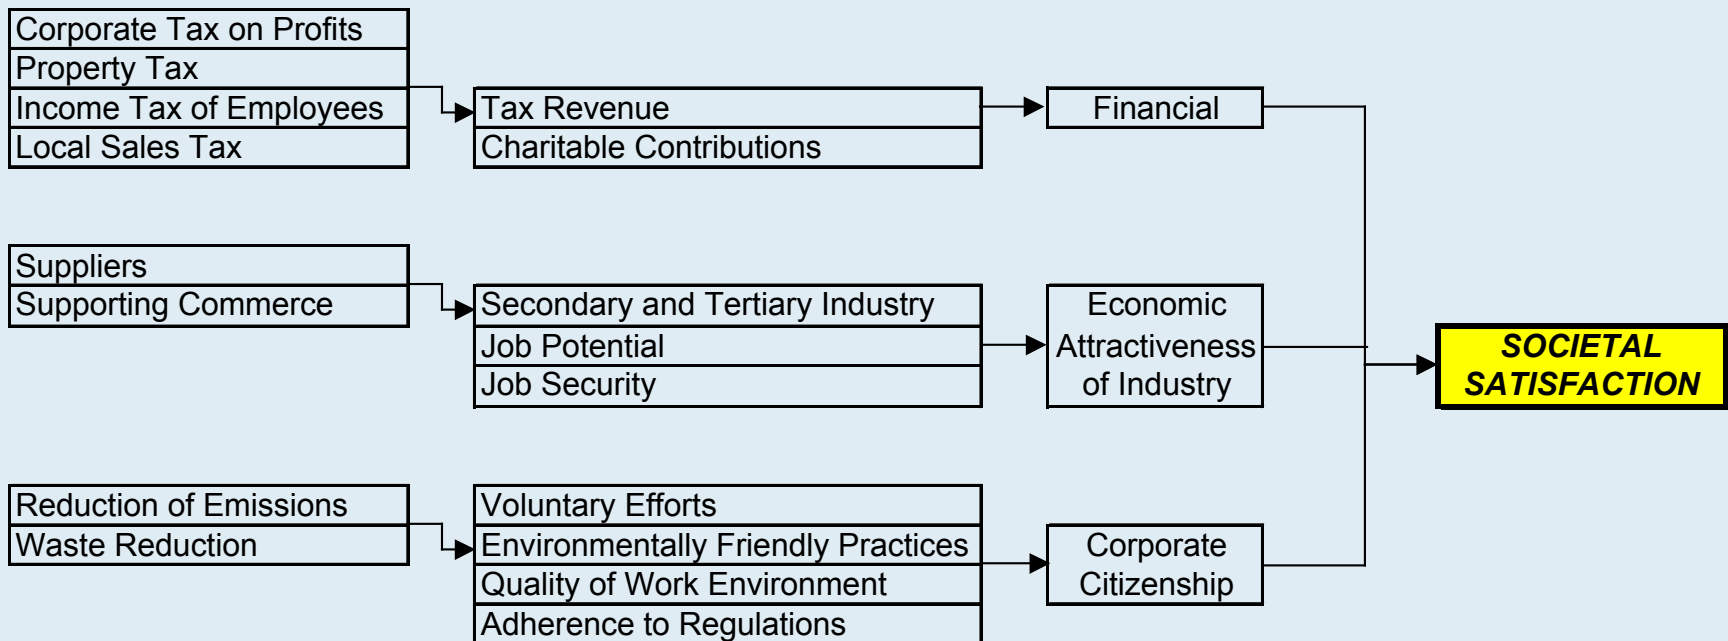 Corporate Tax on Profits
Property Tax
Income Tax of Employees
Local Sales Tax
Tax Revenue
Charitable Contributions
Financial
Suppliers
Supporting Commerce
Secondary and Tertiary Industry
Job Potential
Job Security
Economic
Attractiveness
of Industry
SOCIETAL
SATISFACTION
Reduction of Emissions
Waste Reduction
Voluntary Efforts
Environmentally Friendly Practices
Quality of Work Environment
Adherence to Regulations
Corporate
Citizenship